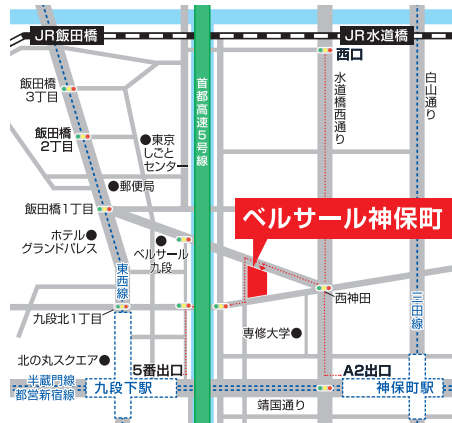 JR飯田橋
JR水道橋
西口
飯田橋
3丁目
飯田橋
2丁目
首都高速5号線
水道橋西通り
白山通り
東京
しごと
センター
郵便局
飯田橋1丁目
ベルサール神保町
ホテル
グランドパレス
ベルサール
九段
東西線
西神田
三田線
九段北1丁目
専修大学
北の丸スクエア
5番出口
A2出口
半蔵門線
都営新宿線
九段下駅
神保町駅
靖国通り